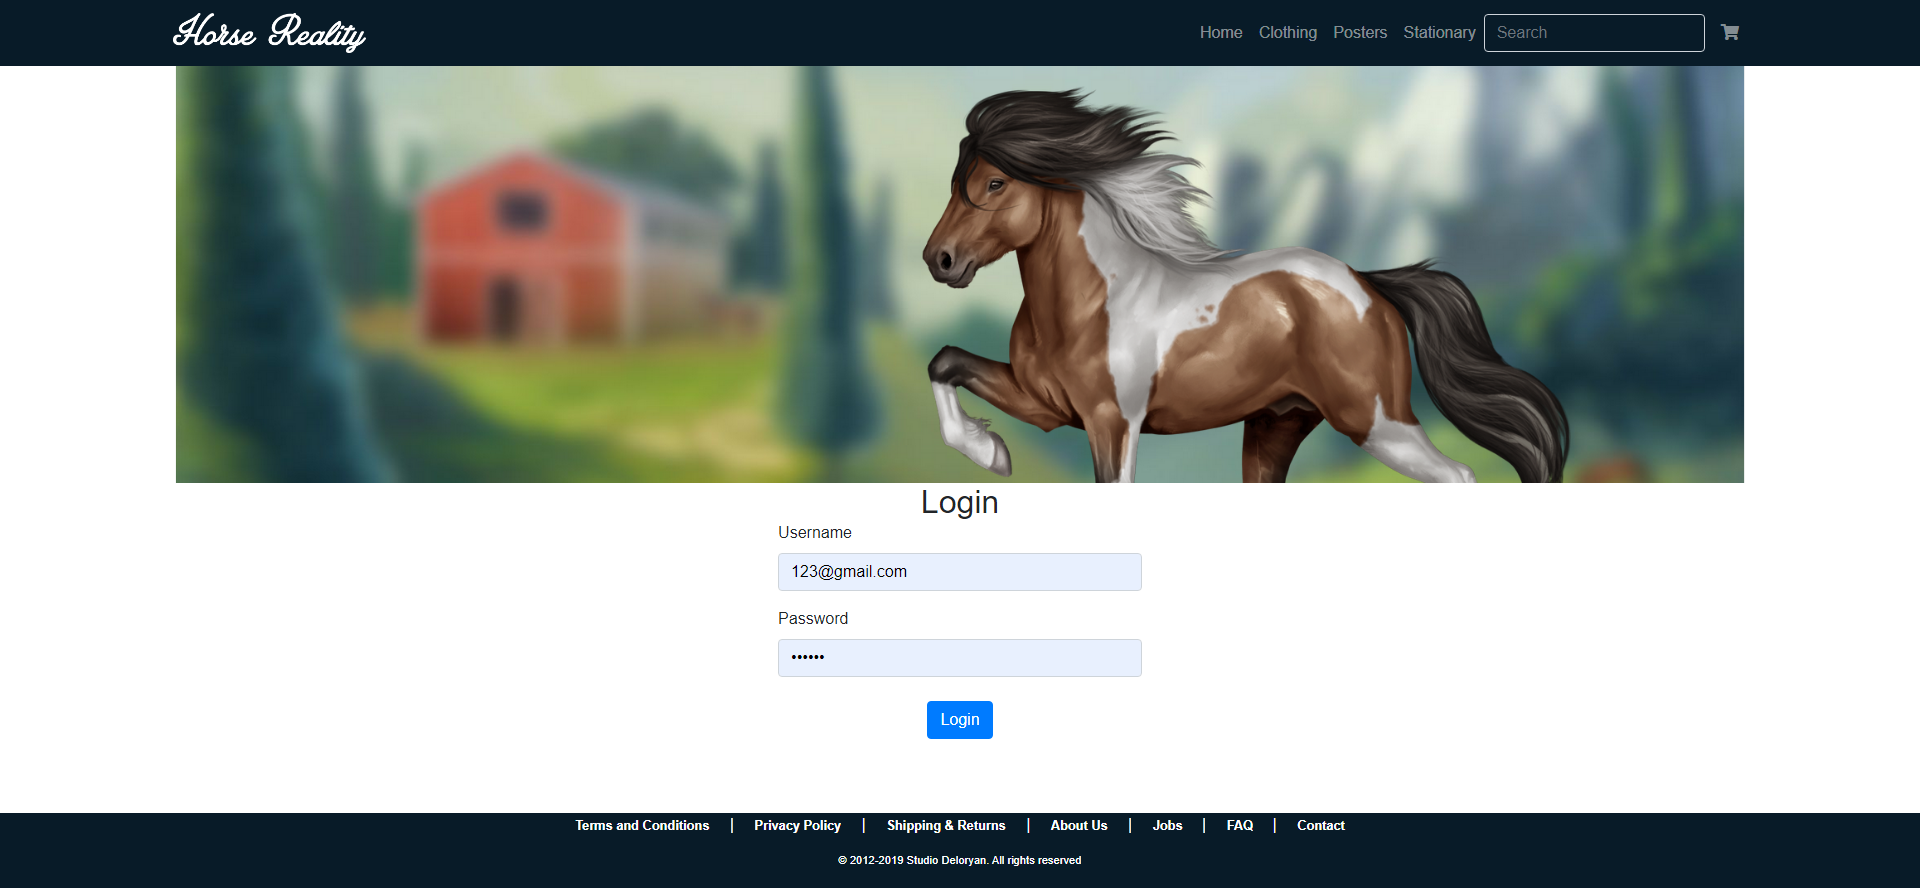 Horse Reality
Home Clothing Posters Stationary Search
Login
Username
123@gmail.com
Password
••••••
Login
Terms and Conditions | Privacy Policy | Shipping & Returns | About Us | Jobs | FAQ | Contact
© 2012-2019 Studio Deloryan. All rights reserved